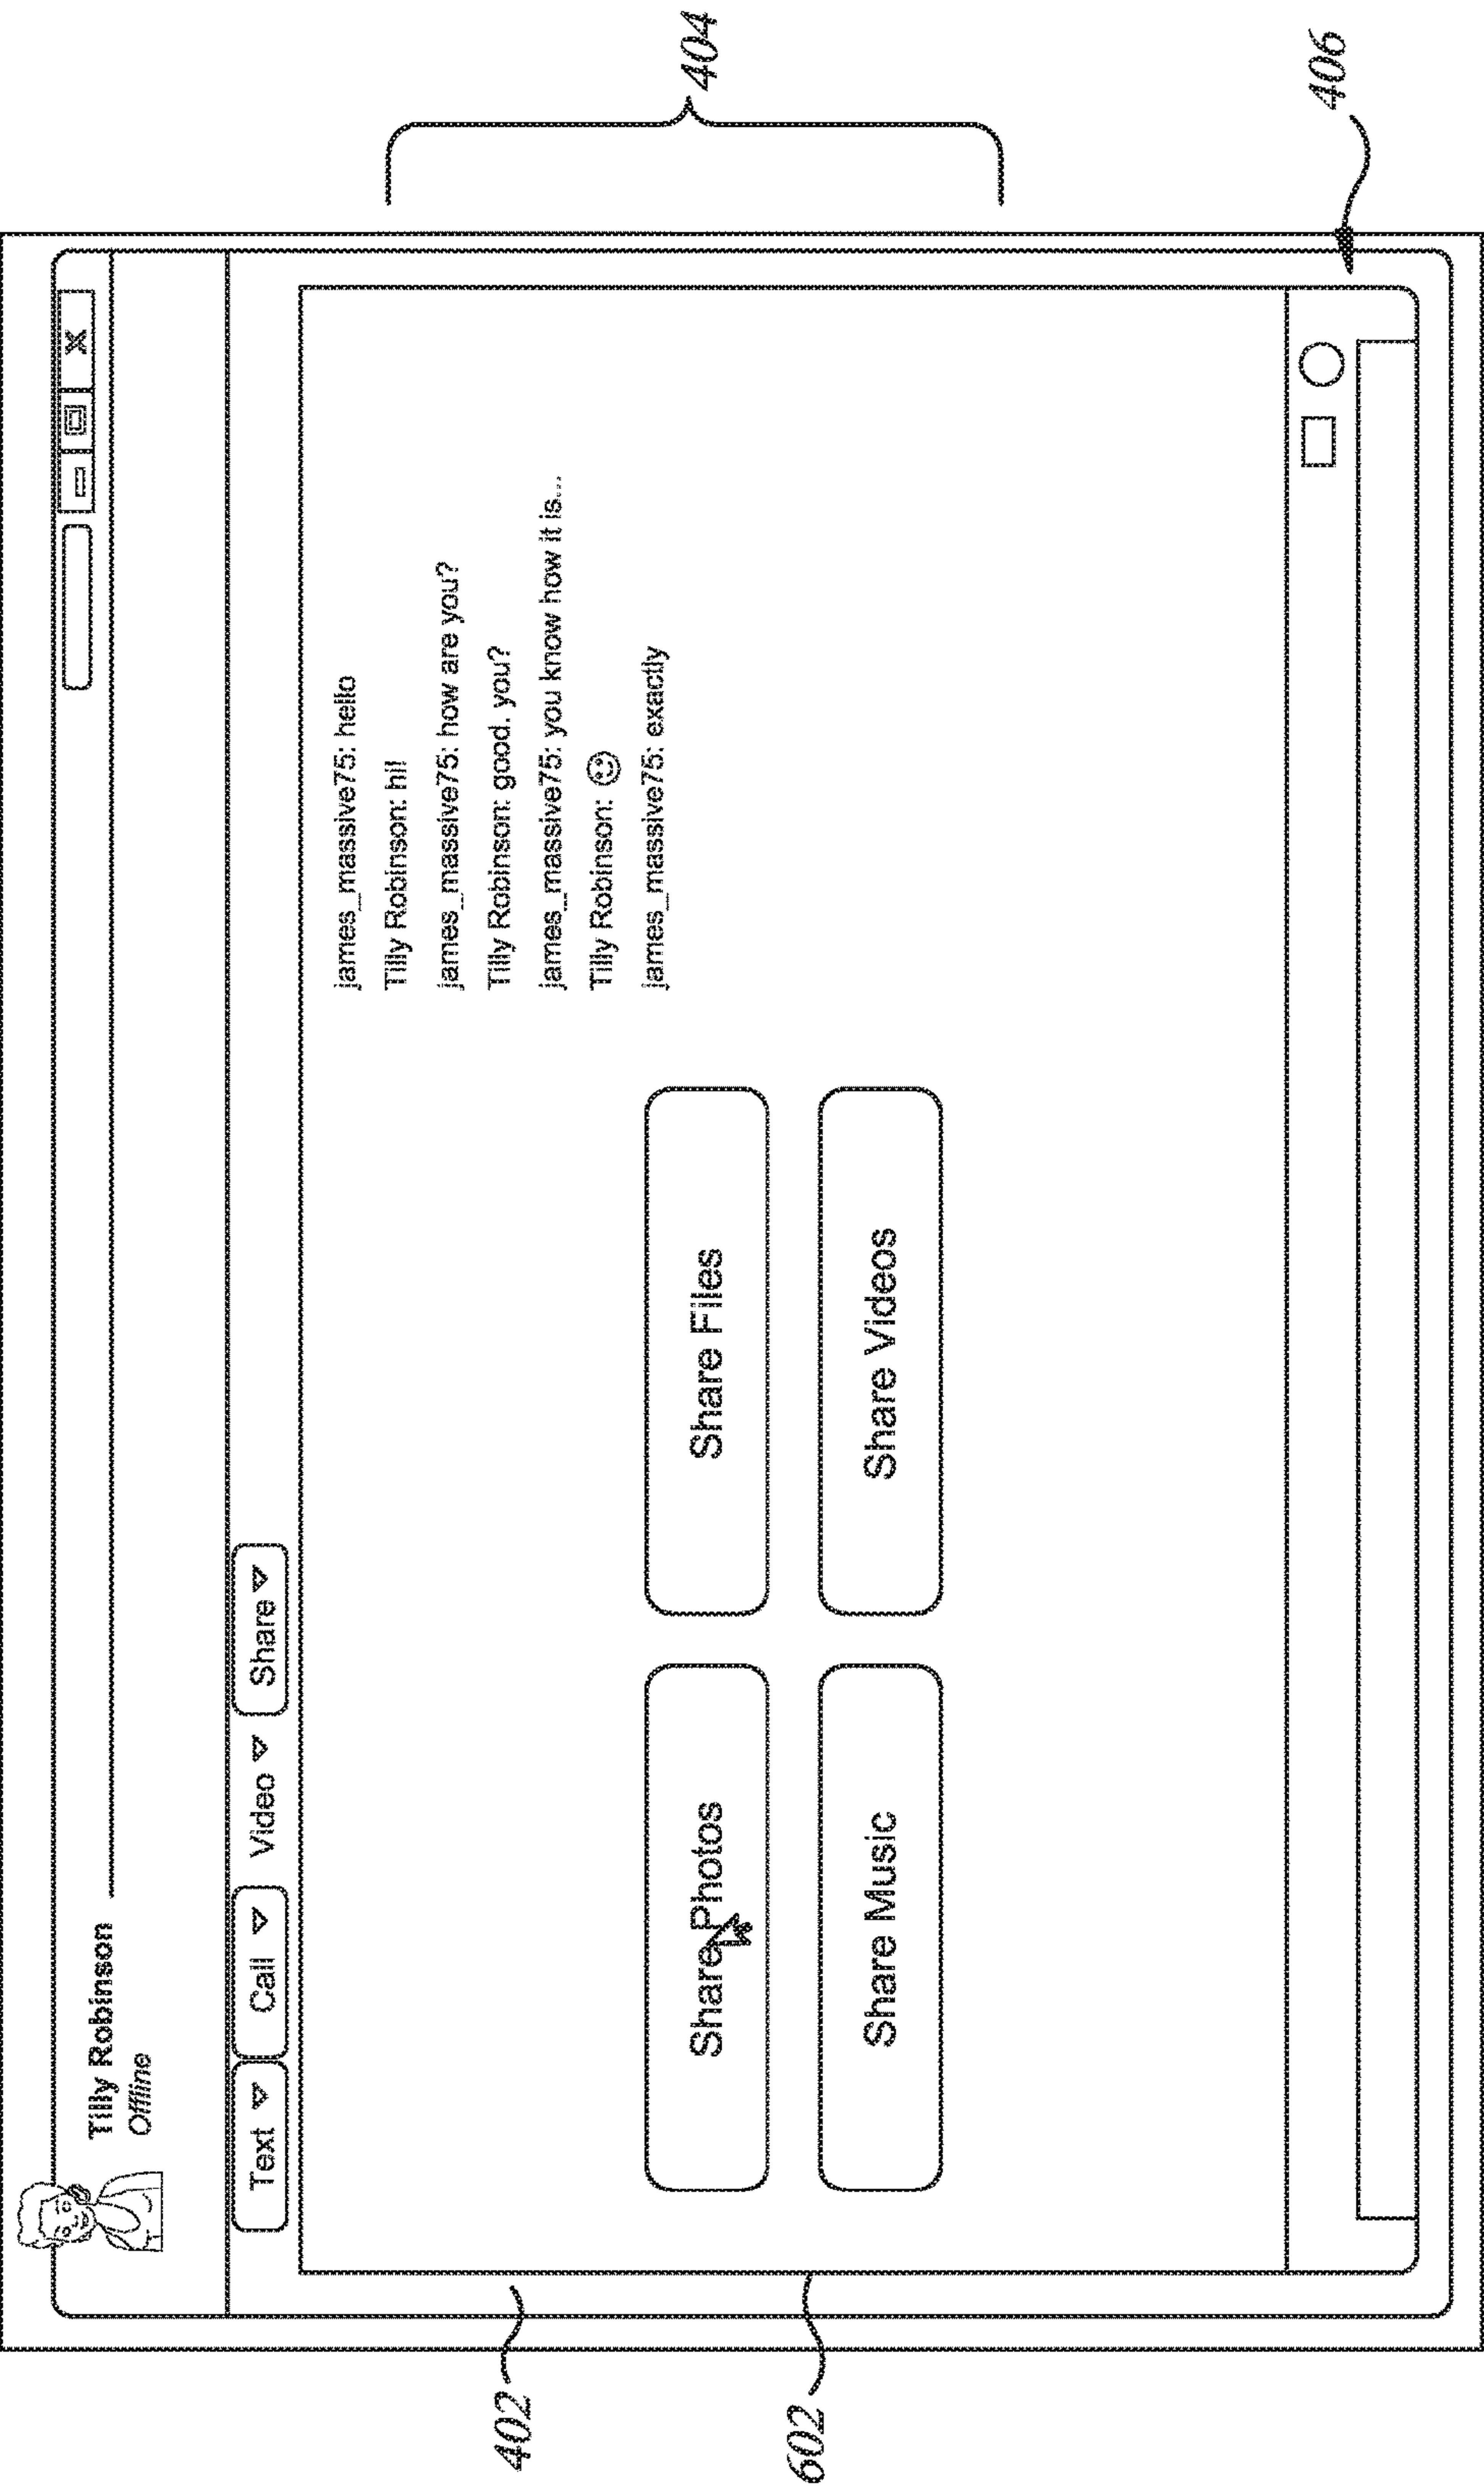 Tilly Robinson
Offline
X
Text
Call
Video
Share
james_massive75: hello
Tilly Robinson: hi!
james_massive75: how are you?
Tilly Robinson: good. you?
james_massive75: you know how it is...
Tilly Robinson: ☺
james_massive75: exactly
Share Photos
Share Files
Share Music
Share Videos
402
602
404
406